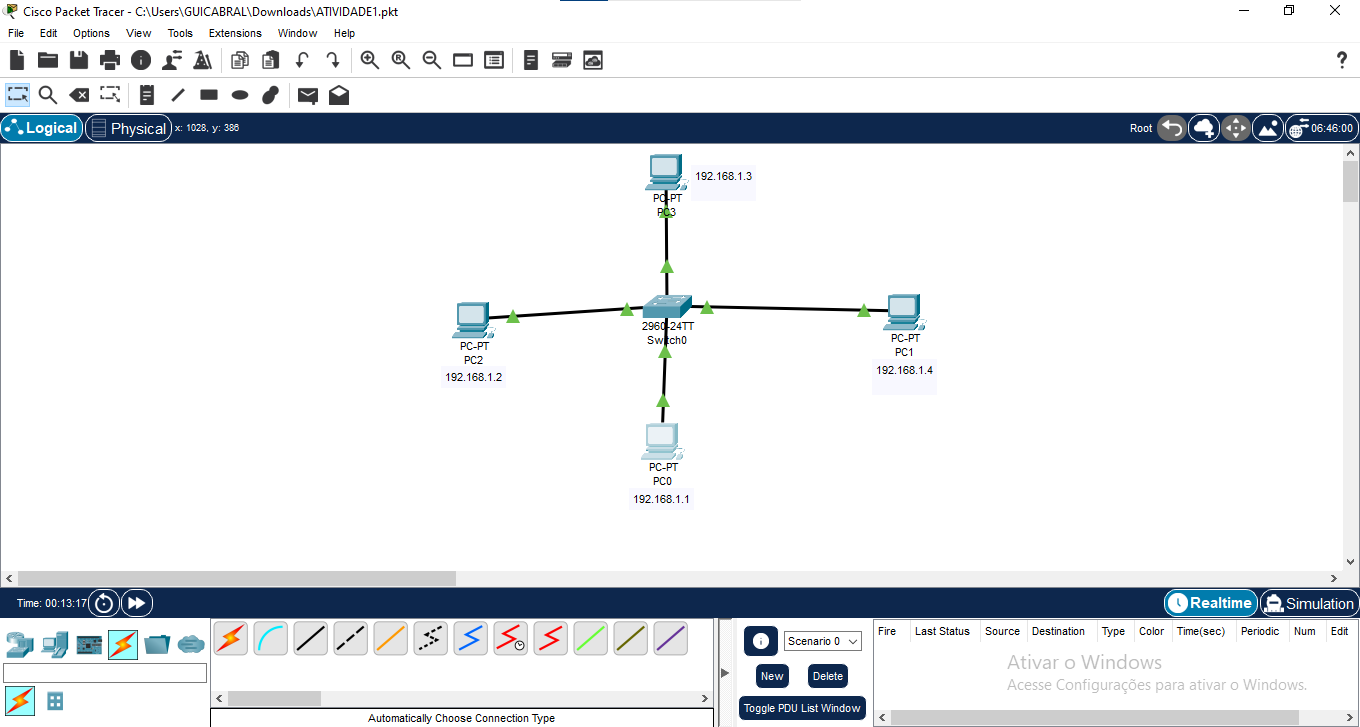 Cisco Packet Tracer - C:\Users\GUICABRAL\Downloads\ATIVIDADE1.pkt
File Edit Options View Tools Extensions Window Help
Logical Physical x: 1028, y: 386 Root 06:46:00
192.168.1.3
PC-PT
PC3
2960-24TT
Switch0
PC-PT
PC2
192.168.1.2
PC-PT
PC1
192.168.1.4
PC-PT
PC0
192.168.1.1
Time: 00:13:17 Realtime Simulation
Scenario 0
New Delete
Toggle PDU List Window
Fire Last Status Source Destination Type Color Time(sec) Periodic Num Edit
Ativar o Windows
Acesse Configurações para ativar o Windows.
Automatically Choose Connection Type